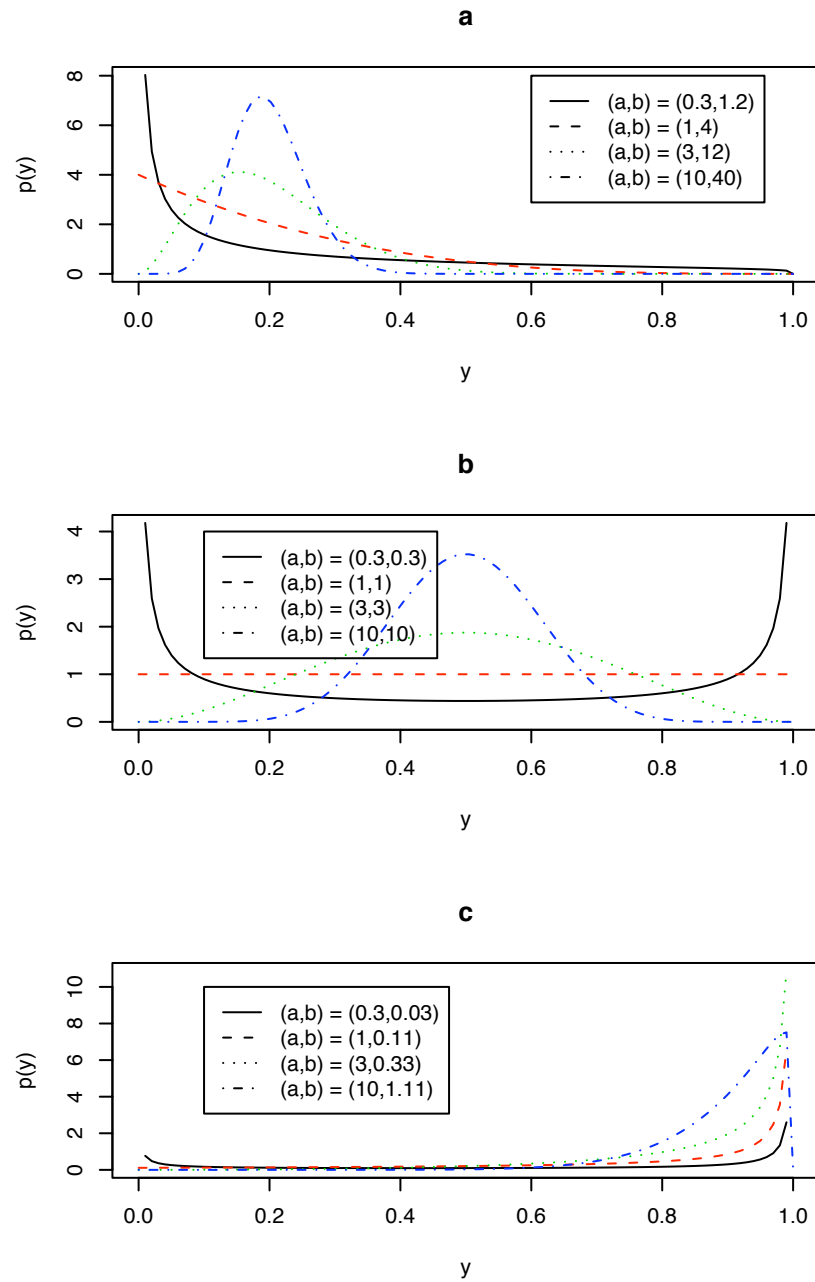 a
8
6
4
2
0
p(y)
(a,b) = (0.3,1.2)
(a,b) = (1,4)
(a,b) = (3,12)
(a,b) = (10,40)
0.0 0.2 0.4 0.6 0.8 1.0
y
b
4
3
2
1
0
p(y)
(a,b) = (0.3,0.3)
(a,b) = (1,1)
(a,b) = (3,3)
(a,b) = (10,10)
0.0 0.2 0.4 0.6 0.8 1.0
y
c
10
8
6
4
2
0
p(y)
(a,b) = (0.3,0.03)
(a,b) = (1,0.11)
(a,b) = (3,0.33)
(a,b) = (10,1.11)
0.0 0.2 0.4 0.6 0.8 1.0
y